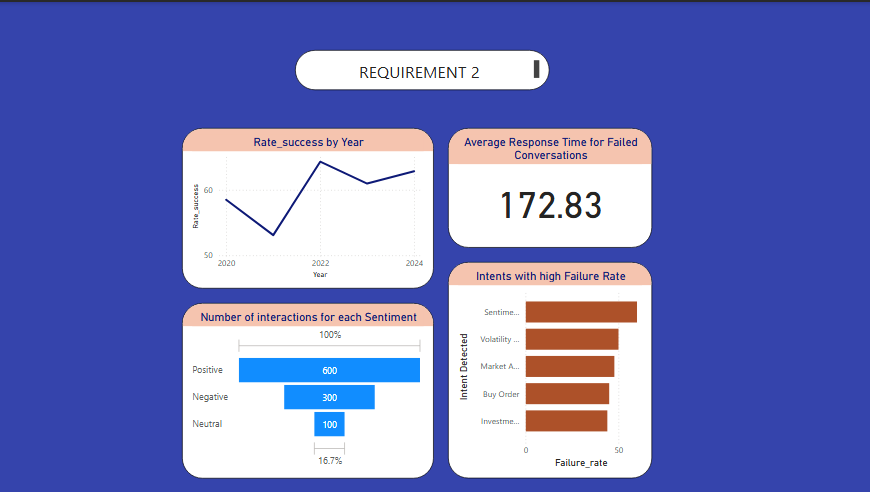 REQUIREMENT 2
Rate_success by Year
Rate_success
60
50
2020
2022
2024
Year
Average Response Time for Failed
Conversations
172.83
Number of interactions for each Sentiment
100%
Positive
600
Negative
300
Neutral
100
16.7%
Intents with high Failure Rate
Intent Detected
Sentime...
Volatility ...
Market A...
Buy Order
Investme...
0
50
Failure_rate